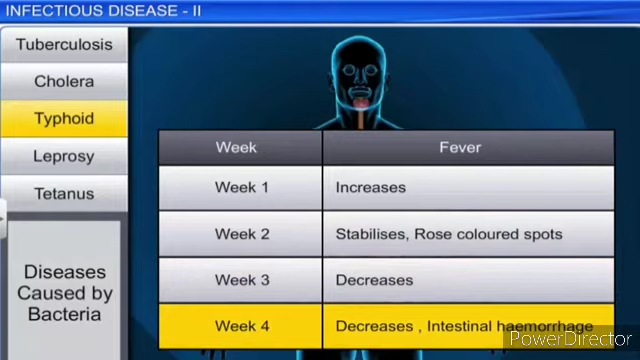 INFECTIOUS DISEASE - II
Tuberculosis
Cholera
Typhoid
Leprosy
Tetanus
Diseases
Caused by
Bacteria
Week Fever
Week 1 Increases
Week 2 Stabilises, Rose coloured spots
Week 3 Decreases
Week 4 Decreases , Intestinal haemorrhage
PowerDirector